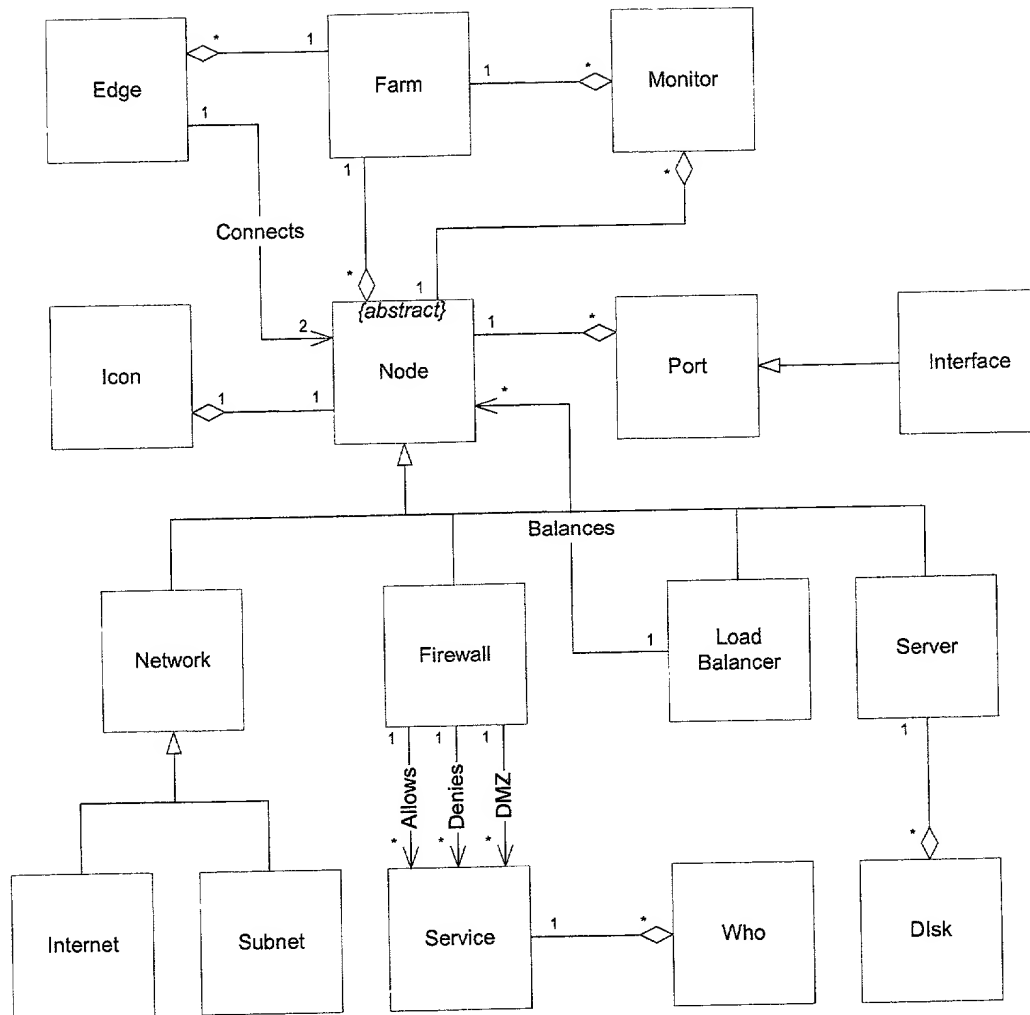 *
1
Edge
Farm
1
*
Monitor
1
1
*
Connects
*
1
{abstract}
2
1
*
Icon
Node
Port
Interface
*
1
1
Balances
Network
Firewall
1
Load
Balancer
Server
1
1
1
1
Allows
Denies
DMZ
*
*
*
*
Internet
Subnet
Service
1
*
Who
DIsk